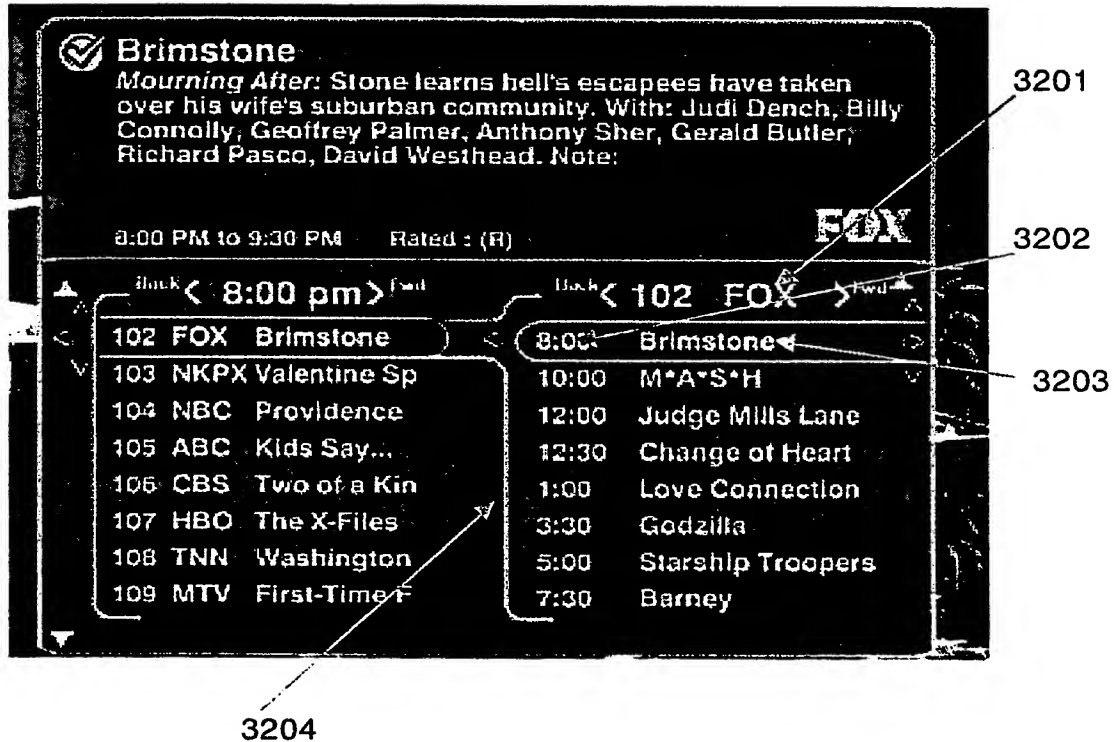 Brimstone
Mourning After: Stone learns hell's escapees have taken
over his wife's suburban community. With: Judi Dench, Billy
Connolly, Geoffrey Palmer, Anthony Sher, Gerald Butler,
Richard Pasco, David Westhead. Note:
FOX
8:00 PM to 9:30 PM Rated : (R)
Back < 8:00 pm > Fwd
Back < 102 FOX > Fwd
102 FOX Brimstone
103 NKPX Valentine Sp
104 NBC Providence
105 ABC Kids Say...
106 CBS Two of a Kin
107 HBO The X-Files
108 TNN Washington
109 MTV First-Time F
8:00 Brimstone
10:00 M*A*S*H
12:00 Judge Mills Lane
12:30 Change of Heart
1:00 Love Connection
3:30 Godzilla
5:00 Starship Troopers
7:30 Barney
3201
3202
3203
3204